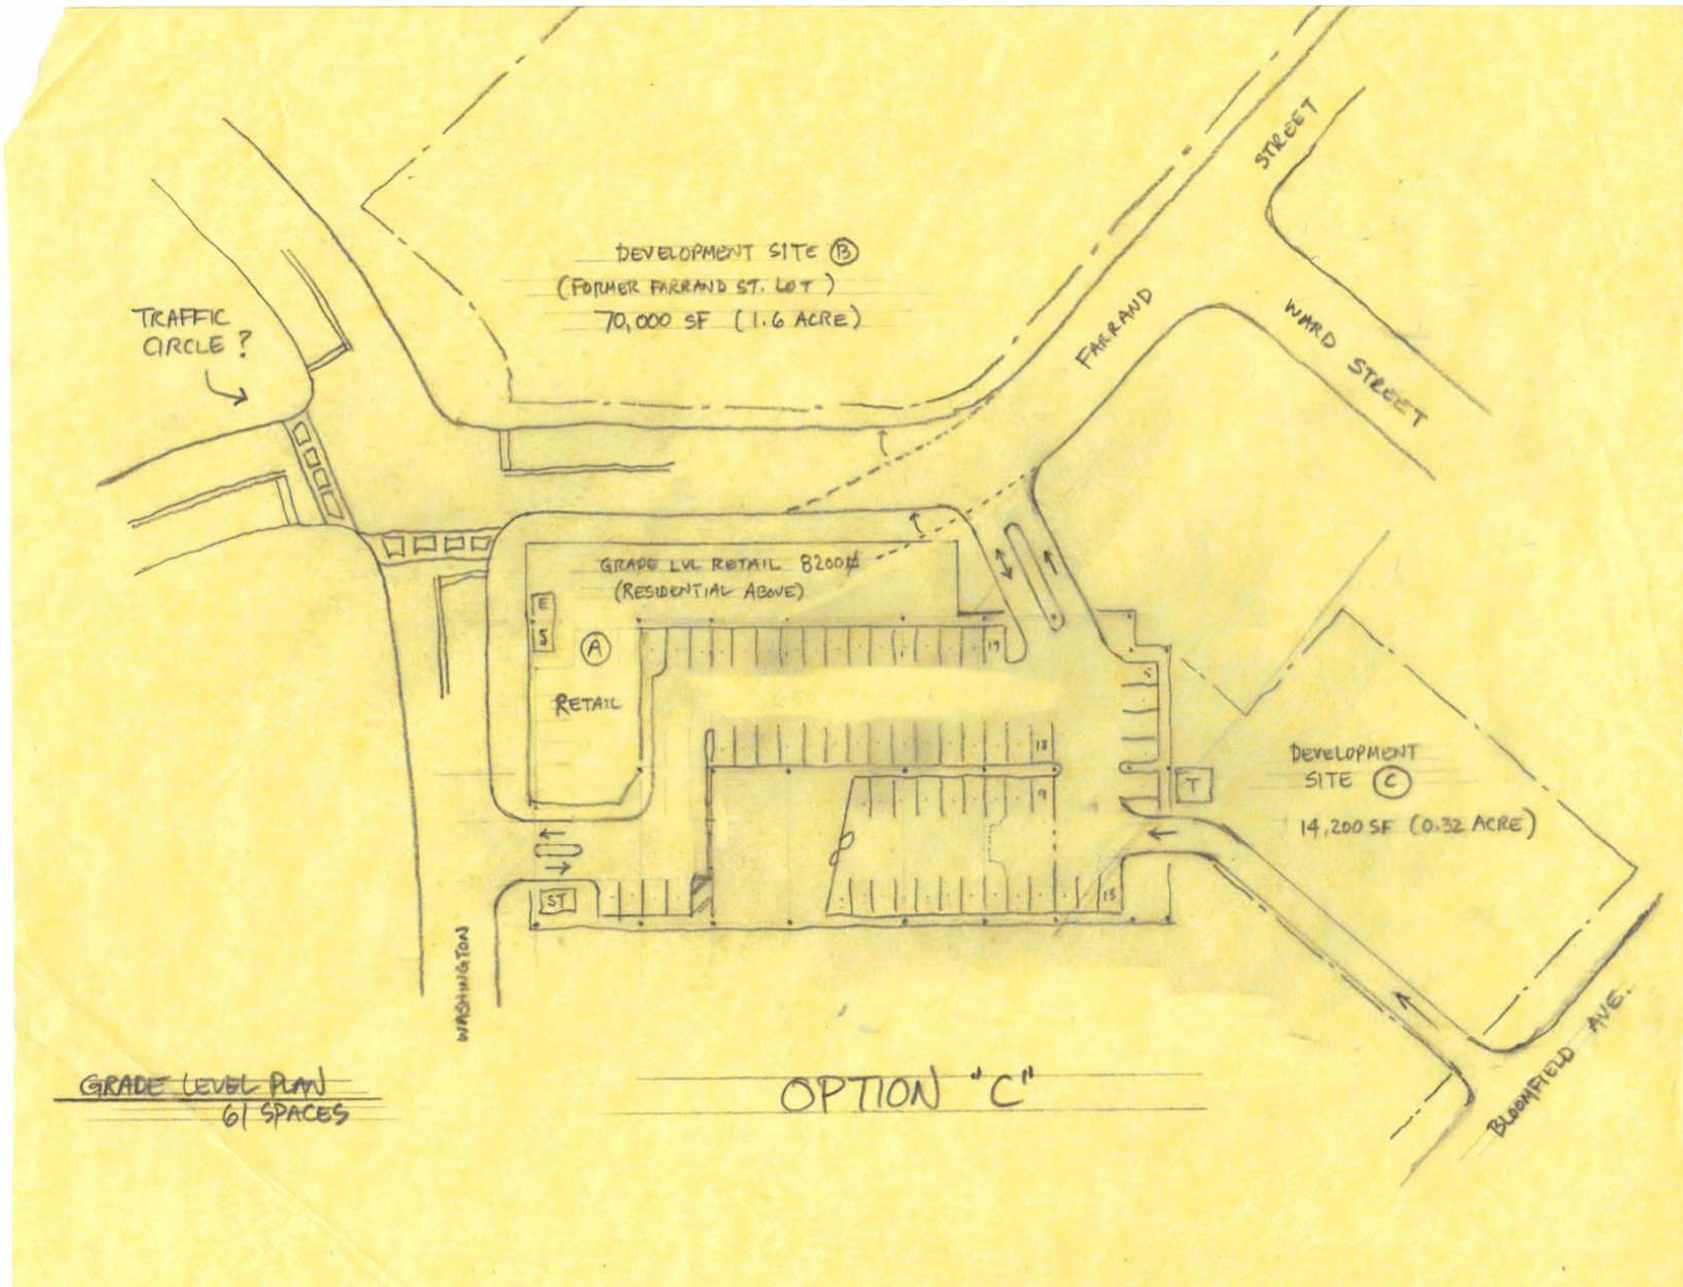 STREET
DEVELOPMENT SITE B
(FORMER FARRAND ST. LOT)
70,000 SF (1.6 ACRE)
TRAFFIC
CIRCLE?
FARRAND
WARD STREET
GRADE LVL RETAIL 8200
(RESIDENTIAL ABOVE)
E
S
A
RETAIL
19
18
9
13
ST
T
DEVELOPMENT
SITE C
14,200 SF (0.32 ACRE)
WASHINGTON
BLOOMFIELD AVE.
GRADE LEVEL PLAN
61 SPACES
OPTION "C"